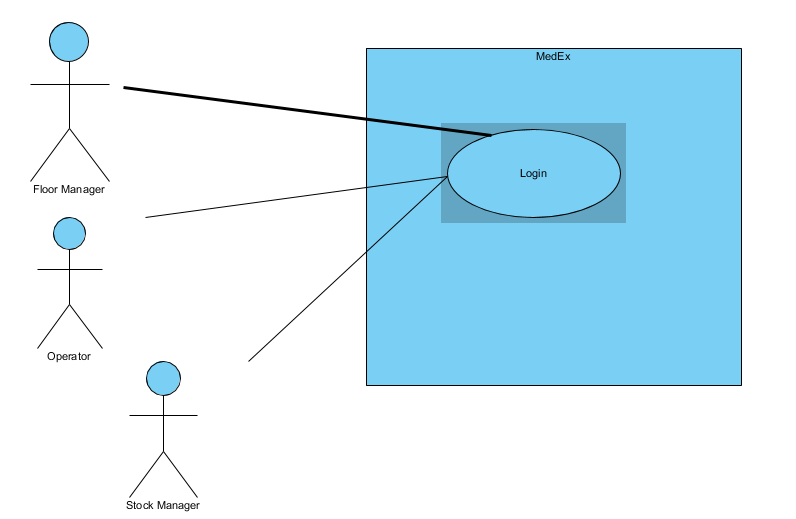 MedEx
Login
Floor Manager
Operator
Stock Manager